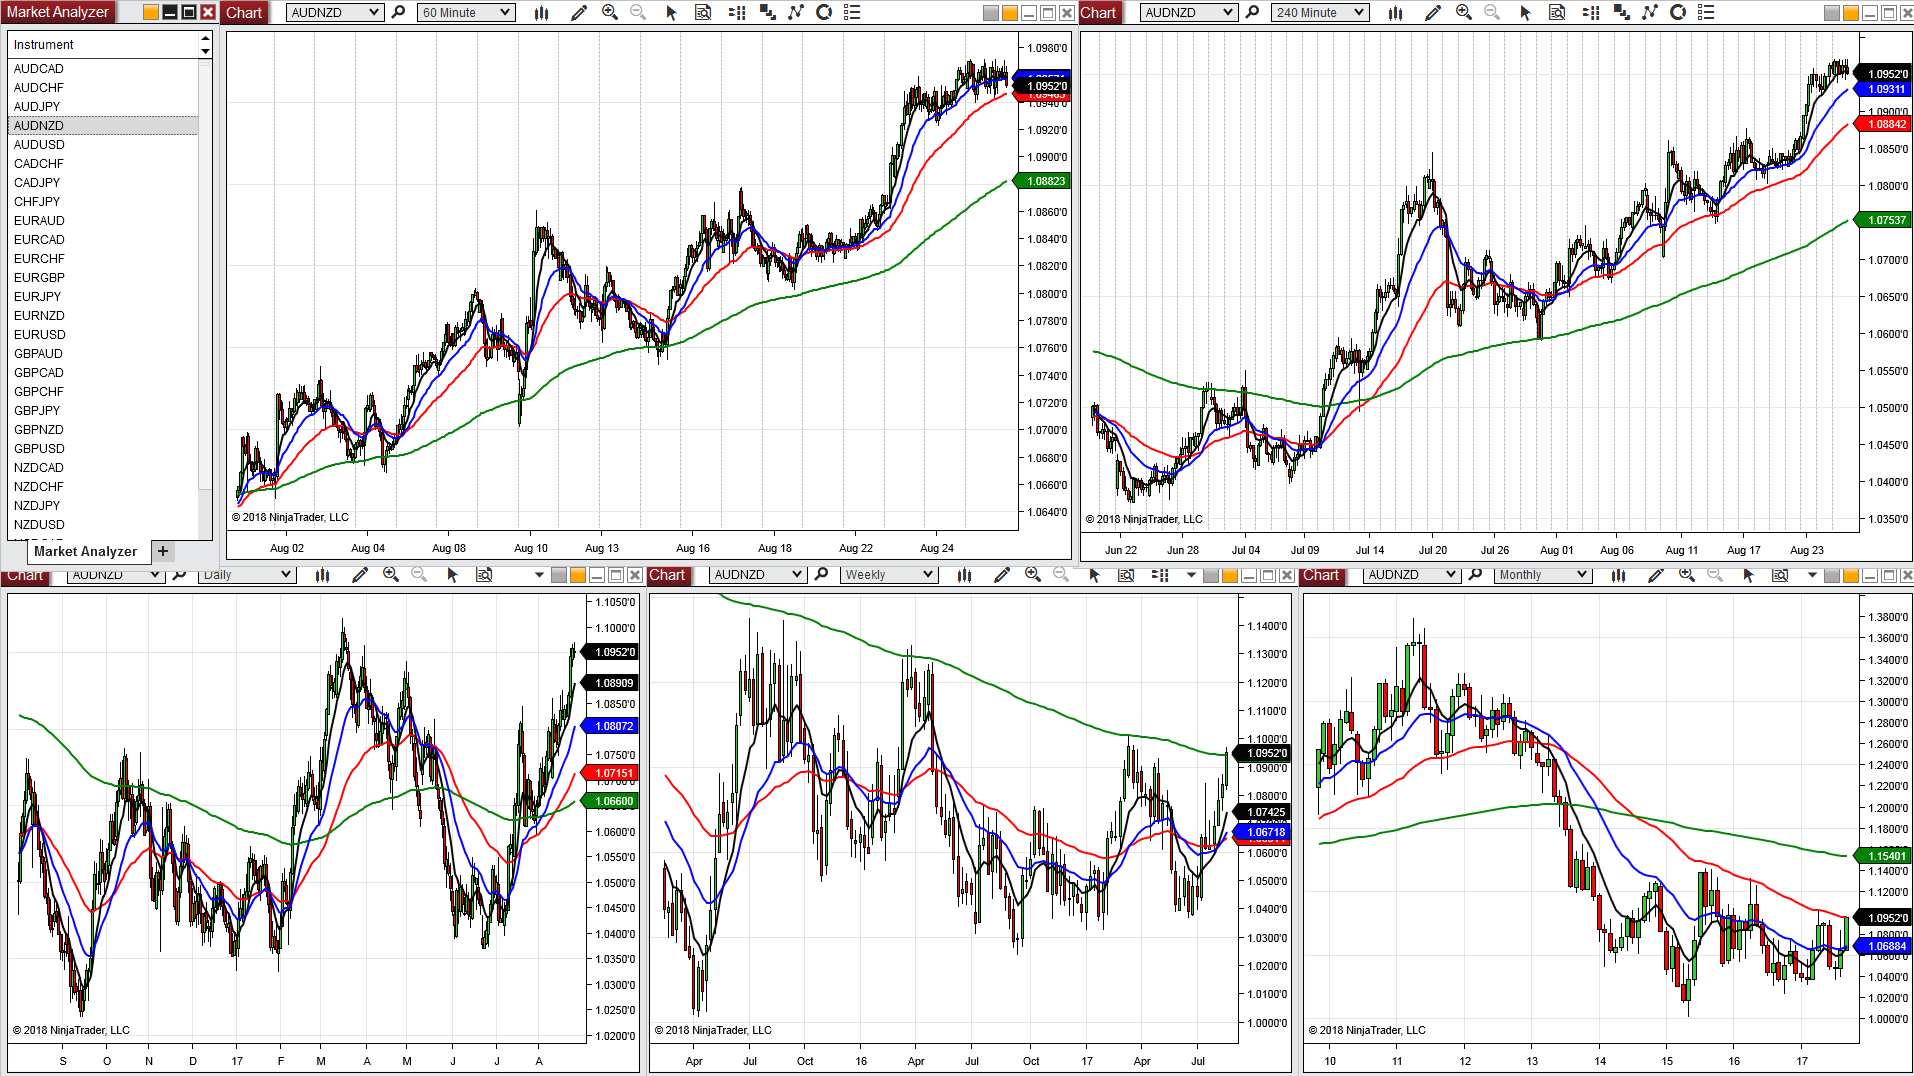 Market Analyzer
Instrument
AUDCAD
AUDCHF
AUDJPY
AUDNZD
AUDUSD
CADCHF
CADJPY
CHFJPY
EURAUD
EURCAD
EURCHF
EURGBP
EURJPY
EURNZD
EURUSD
GBPAUD
GBPCAD
GBPCHF
GBPJPY
GBPNZD
GBPUSD
NZDCAD
NZDCHF
NZDJPY
NZDUSD
Market Analyzer +
Chart AUDNZD 60 Minute
1.0980'0
1.0952'0
1.0940'0
1.0920'0
1.0900'0
1.08823
1.0860'0
1.0840'0
1.0820'0
1.0800'0
1.0780'0
1.0760'0
1.0740'0
1.0720'0
1.0700'0
1.0680'0
1.0660'0
1.0640'0
© 2018 NinjaTrader, LLC
Aug 02 Aug 04 Aug 08 Aug 10 Aug 13 Aug 16 Aug 18 Aug 22 Aug 24
Chart AUDNZD 240 Minute
1.0952'0
1.09311
1.0900'0
1.08842
1.0850'0
1.0800'0
1.07537
1.0700'0
1.0650'0
1.0600'0
1.0550'0
1.0500'0
1.0450'0
1.0400'0
1.0350'0
© 2018 NinjaTrader, LLC
Jun 22 Jun 28 Jul 04 Jul 09 Jul 14 Jul 20 Jul 26 Aug 01 Aug 06 Aug 11 Aug 17 Aug 23
Chart AUDNZD Daily
1.1050'0
1.1000'0
1.0952'0
1.08909
1.0850'0
1.08072
1.0750'0
1.07151
1.06600
1.0600'0
1.0550'0
1.0500'0
1.0450'0
1.0400'0
1.0350'0
1.0300'0
1.0250'0
1.0200'0
© 2018 NinjaTrader, LLC
S O N D 17 F M A M J J A
Chart AUDNZD Weekly
1.1400'0
1.1300'0
1.1200'0
1.1100'0
1.1000'0
1.0952'0
1.0900'0
1.0800'0
1.07425
1.06718
1.0600'0
1.0500'0
1.0400'0
1.0300'0
1.0200'0
1.0100'0
1.0000'0
© 2018 NinjaTrader, LLC
Apr Jul Oct 16 Apr Jul Oct 17 Apr Jul
Chart AUDNZD Monthly
1.3800'0
1.3600'0
1.3400'0
1.3200'0
1.3000'0
1.2800'0
1.2600'0
1.2400'0
1.2200'0
1.2000'0
1.1800'0
1.15401
1.1400'0
1.1200'0
1.0952'0
1.0800'0
1.06884
1.0600'0
1.0400'0
1.0200'0
1.0000'0
© 2018 NinjaTrader, LLC
10 11 12 13 14 15 16 17